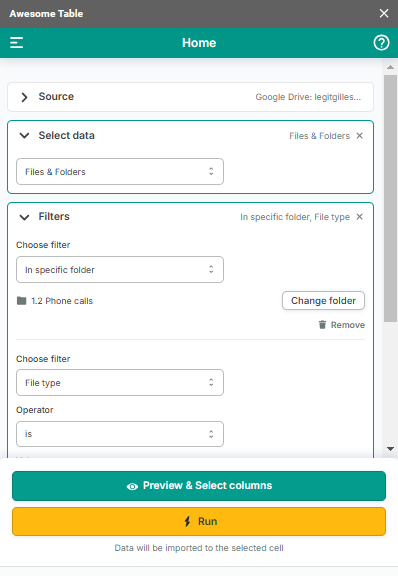 Awesome Table
Home
Source
Google Drive: legitgilles...
Select data
Files & Folders
Files & Folders
Filters
In specific folder, File type
Choose filter
In specific folder
1.2 Phone calls
Change folder
Remove
Choose filter
File type
Operator
is
Preview & Select columns
Run
Data will be imported to the selected cell